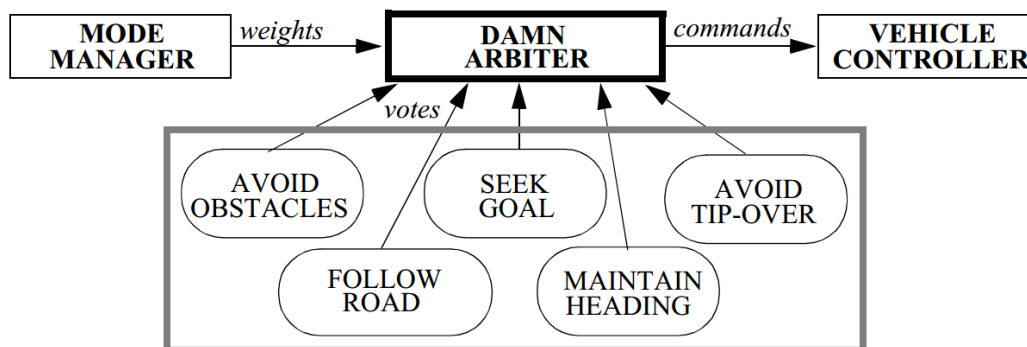 MODE
MANAGER
weights
DAMN
ARBITER
commands
VEHICLE
CONTROLLER
votes
AVOID
OBSTACLES
SEEK
GOAL
AVOID
TIP-OVER
FOLLOW
ROAD
MAINTAIN
HEADING